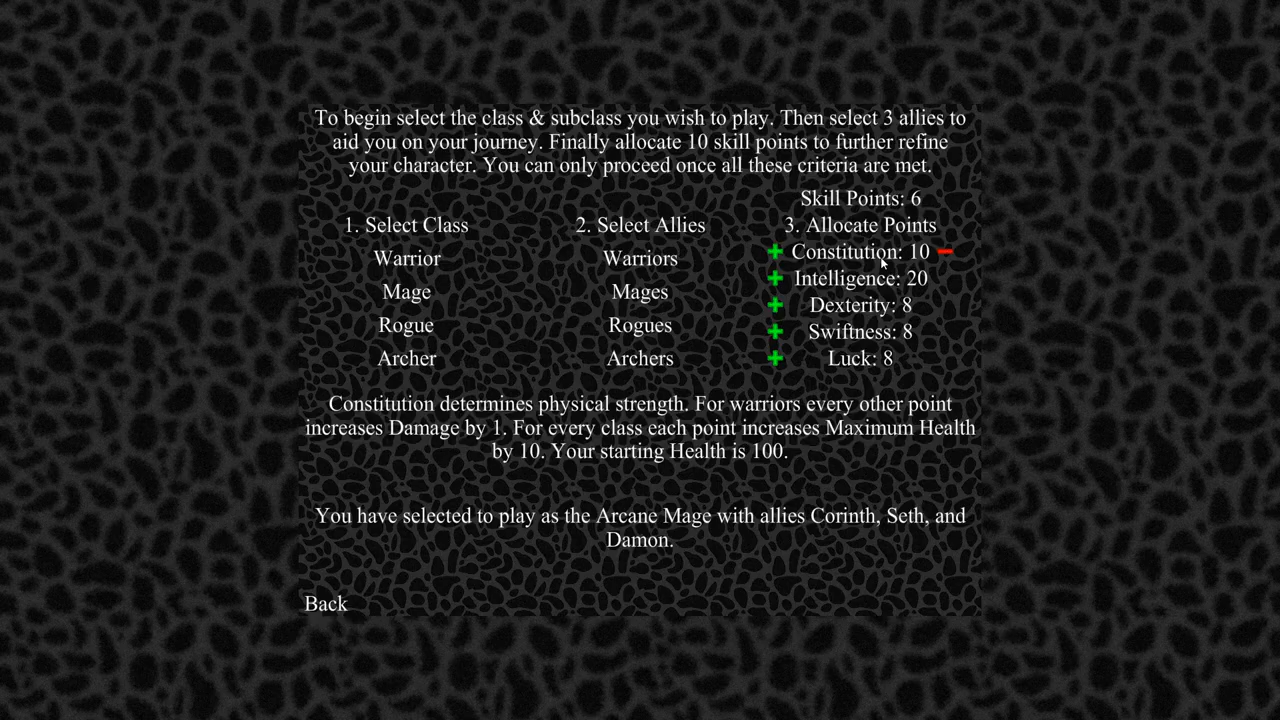 To begin select the class & subclass you wish to play. Then select 3 allies to
aid you on your journey. Finally allocate 10 skill points to further refine
your character. You can only proceed once all these criteria are met.
1. Select Class
Warrior
Mage
Rogue
Archer
2. Select Allies
Warriors
Mages
Rogues
Archers
Skill Points: 6
3. Allocate Points
Constitution: 10
Intelligence: 20
Dexterity: 8
Swiftness: 8
Luck: 8
Constitution determines physical strength. For warriors every other point
increases Damage by 1. For every class each point increases Maximum Health
by 10. Your starting Health is 100.
You have selected to play as the Arcane Mage with allies Corinth, Seth, and
Damon.
Back